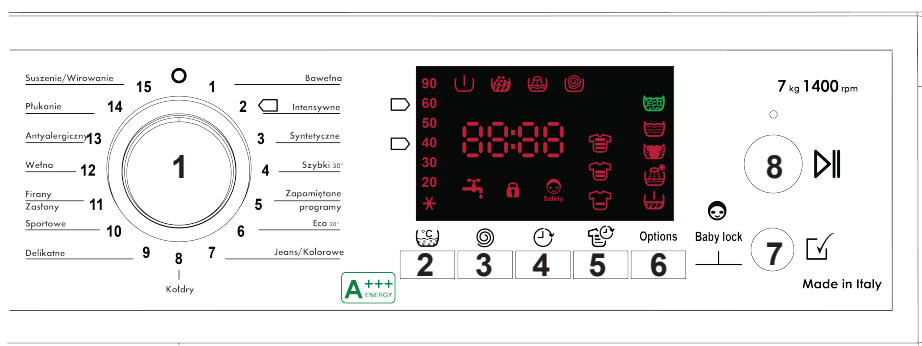 Suszenie/Wirowanie 15 1 Bawełna
Płukanie 14 2 Intensywne
Antyalergiczny 13 3 Syntetyczne
Wełna 12 4 Szybki 30°
Firany
Zasłony 11 5 Zapamiętane
programy
Sportowe 10 6 Eco 20°
Delikatne 9 8 7 Jeans/Kolorowe
Kołdry
1
90
60
50
40
30
20
88:88
Safety
ECO
7 kg 1400 rpm
8
°C
Options
Baby lock
2 3 4 5 6 7
A+++
ENERGY
Made in Italy